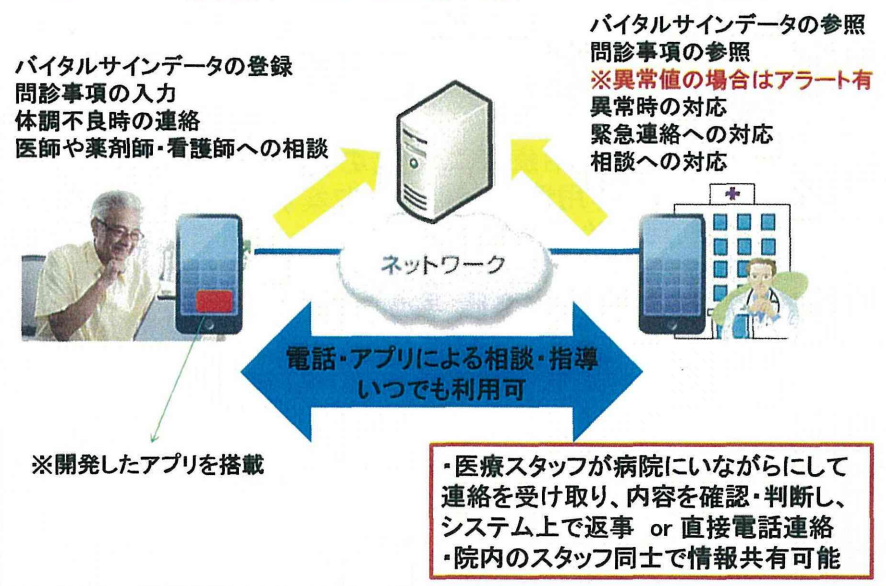 バイタルサインデータの登録
問診事項の入力
体調不良時の連絡
医師や薬剤師・看護師への相談
バイタルサインデータの参照
問診事項の参照
※異常値の場合はアラート有
異常時の対応
緊急連絡への対応
相談への対応
ネットワーク
電話・アプリによる相談・指導
いつでも利用可
※開発したアプリを搭載
・医療スタッフが病院にいながらにして
連絡を受け取り、内容を確認・判断し、
システム上で返事 or 直接電話連絡
・院内のスタッフ同士で情報共有可能